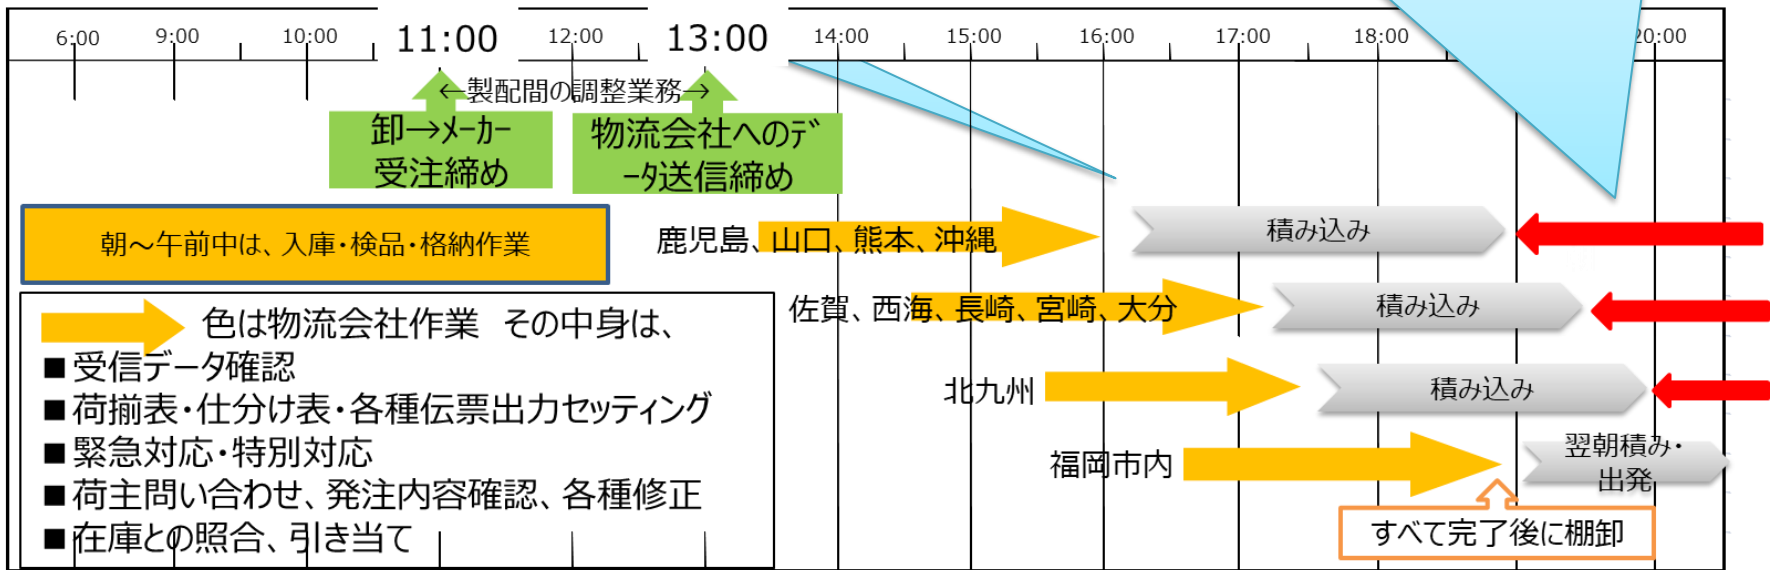 6:00 9:00 10:00 11:00 12:00 13:00 14:00 15:00 16:00 17:00 18:00 20:00
←製配間の調整業務→
卸→メーカー
受注締め
物流会社へのデ
ータ送信締め
朝～午前中は、入庫・検品・格納作業
鹿児島、山口、熊本、沖縄
積み込み
佐賀、西海、長崎、宮崎、大分
積み込み
北九州
積み込み
福岡市内
翌朝積み・
出発
すべて完了後に棚卸
色は物流会社作業 その中身は、
■受信データ確認
■荷揃表・仕分け表・各種伝票出力セッティング
■緊急対応・特別対応
■荷主問い合わせ、発注内容確認、各種修正
■在庫との照合、引き当て